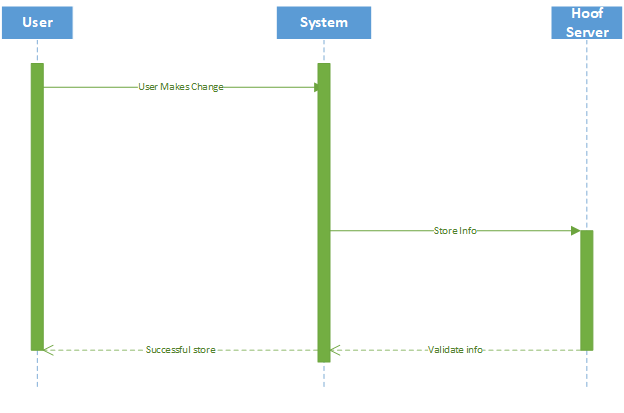 User
System
Hoof
Server
User Makes Change
Store Info
Successful store
Validate info